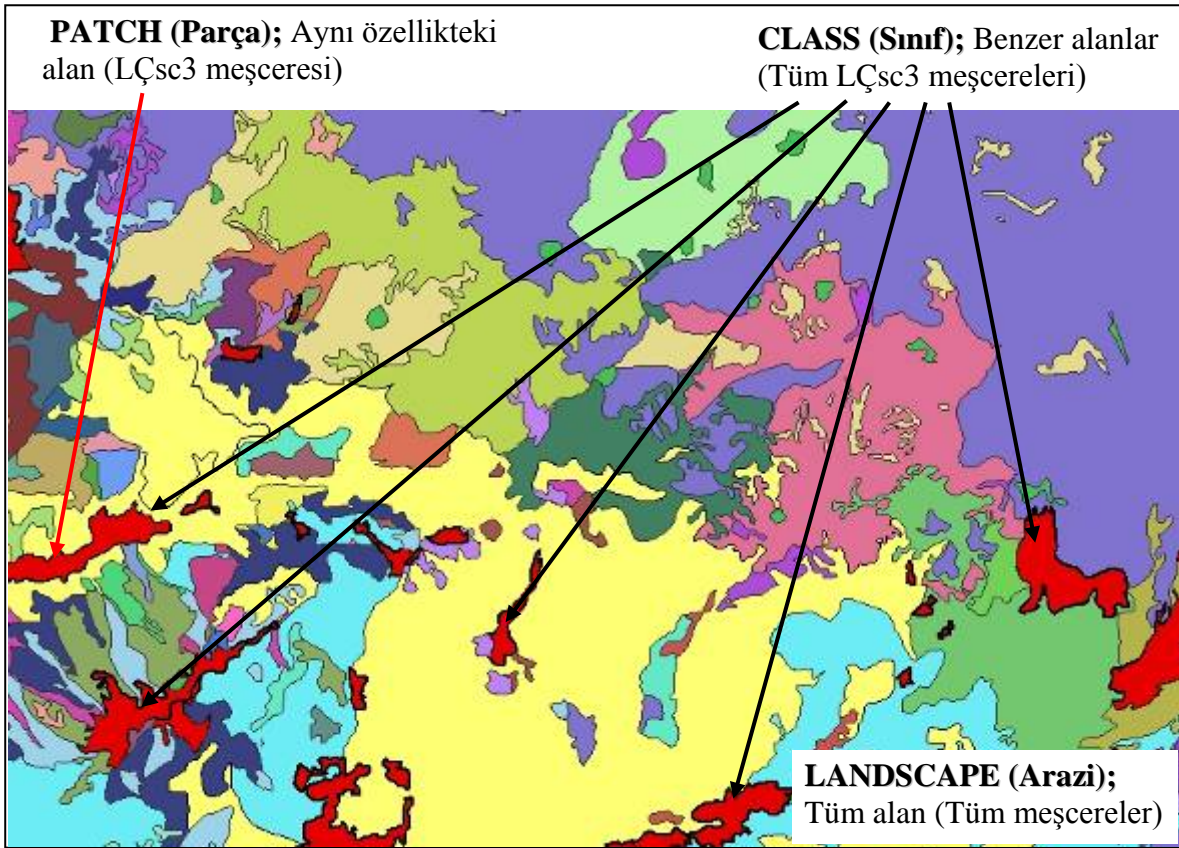 PATCH (Parça); Aynı özellikteki
alan (LÇsc3 meşceresi)
CLASS (Sınıf); Benzer alanlar
(Tüm LÇsc3 meşcereleri)
LANDSCAPE (Arazi);
Tüm alan (Tüm meşcereler)